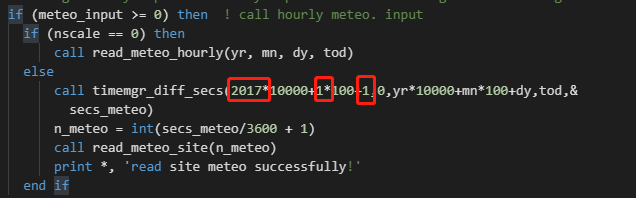 if (meteo_input >= 0) then  ! call hourly meteo. input
if (nscale == 0) then
call read_meteo_hourly(yr, mn, dy, tod)
else
call timemgr_diff_secs(2017*10000+1*100+1,0,yr*10000+mn*100+dy,tod,&
secs_meteo)
n_meteo = int(secs_meteo/3600 + 1)
call read_meteo_site(n_meteo)
print *, 'read site meteo successfully!'
end if